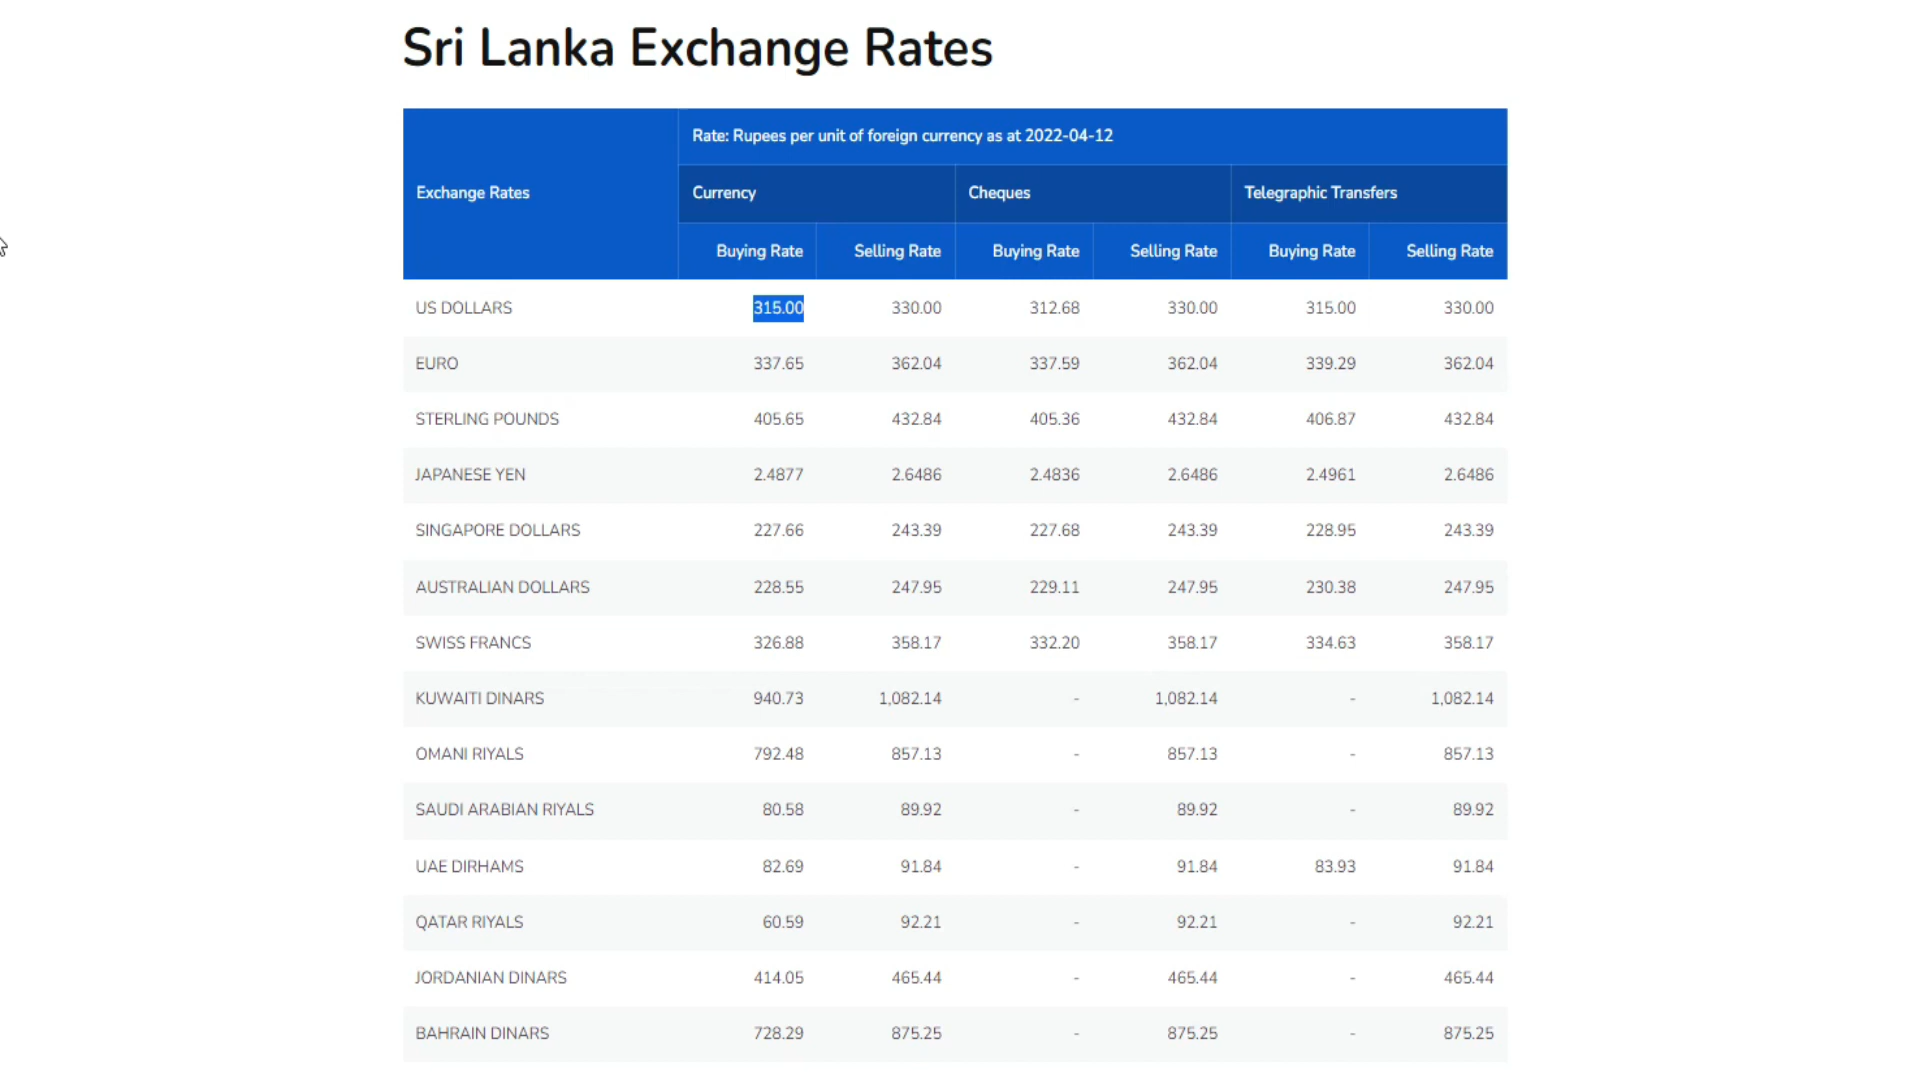 Sri Lanka Exchange Rates
Rate: Rupees per unit of foreign currency as at 2022-04-12
Exchange Rates Currency Cheques Telegraphic Transfers
Buying Rate Selling Rate Buying Rate Selling Rate Buying Rate Selling Rate
US DOLLARS 315.00 330.00 312.68 330.00 315.00 330.00
EURO 337.65 362.04 337.59 362.04 339.29 362.04
STERLING POUNDS 405.65 432.84 405.36 432.84 406.87 432.84
JAPANESE YEN 2.4877 2.6486 2.4836 2.6486 2.4961 2.6486
SINGAPORE DOLLARS 227.66 243.39 227.68 243.39 228.95 243.39
AUSTRALIAN DOLLARS 228.55 247.95 229.11 247.95 230.38 247.95
SWISS FRANCS 326.88 358.17 332.20 358.17 334.63 358.17
KUWAITI DINARS 940.73 1,082.14 - 1,082.14 - 1,082.14
OMANI RIYALS 792.48 857.13 - 857.13 - 857.13
SAUDI ARABIAN RIYALS 80.58 89.92 - 89.92 - 89.92
UAE DIRHAMS 82.69 91.84 - 91.84 83.93 91.84
QATAR RIYALS 60.59 92.21 - 92.21 - 92.21
JORDANIAN DINARS 414.05 465.44 - 465.44 - 465.44
BAHRAIN DINARS 728.29 875.25 - 875.25 - 875.25